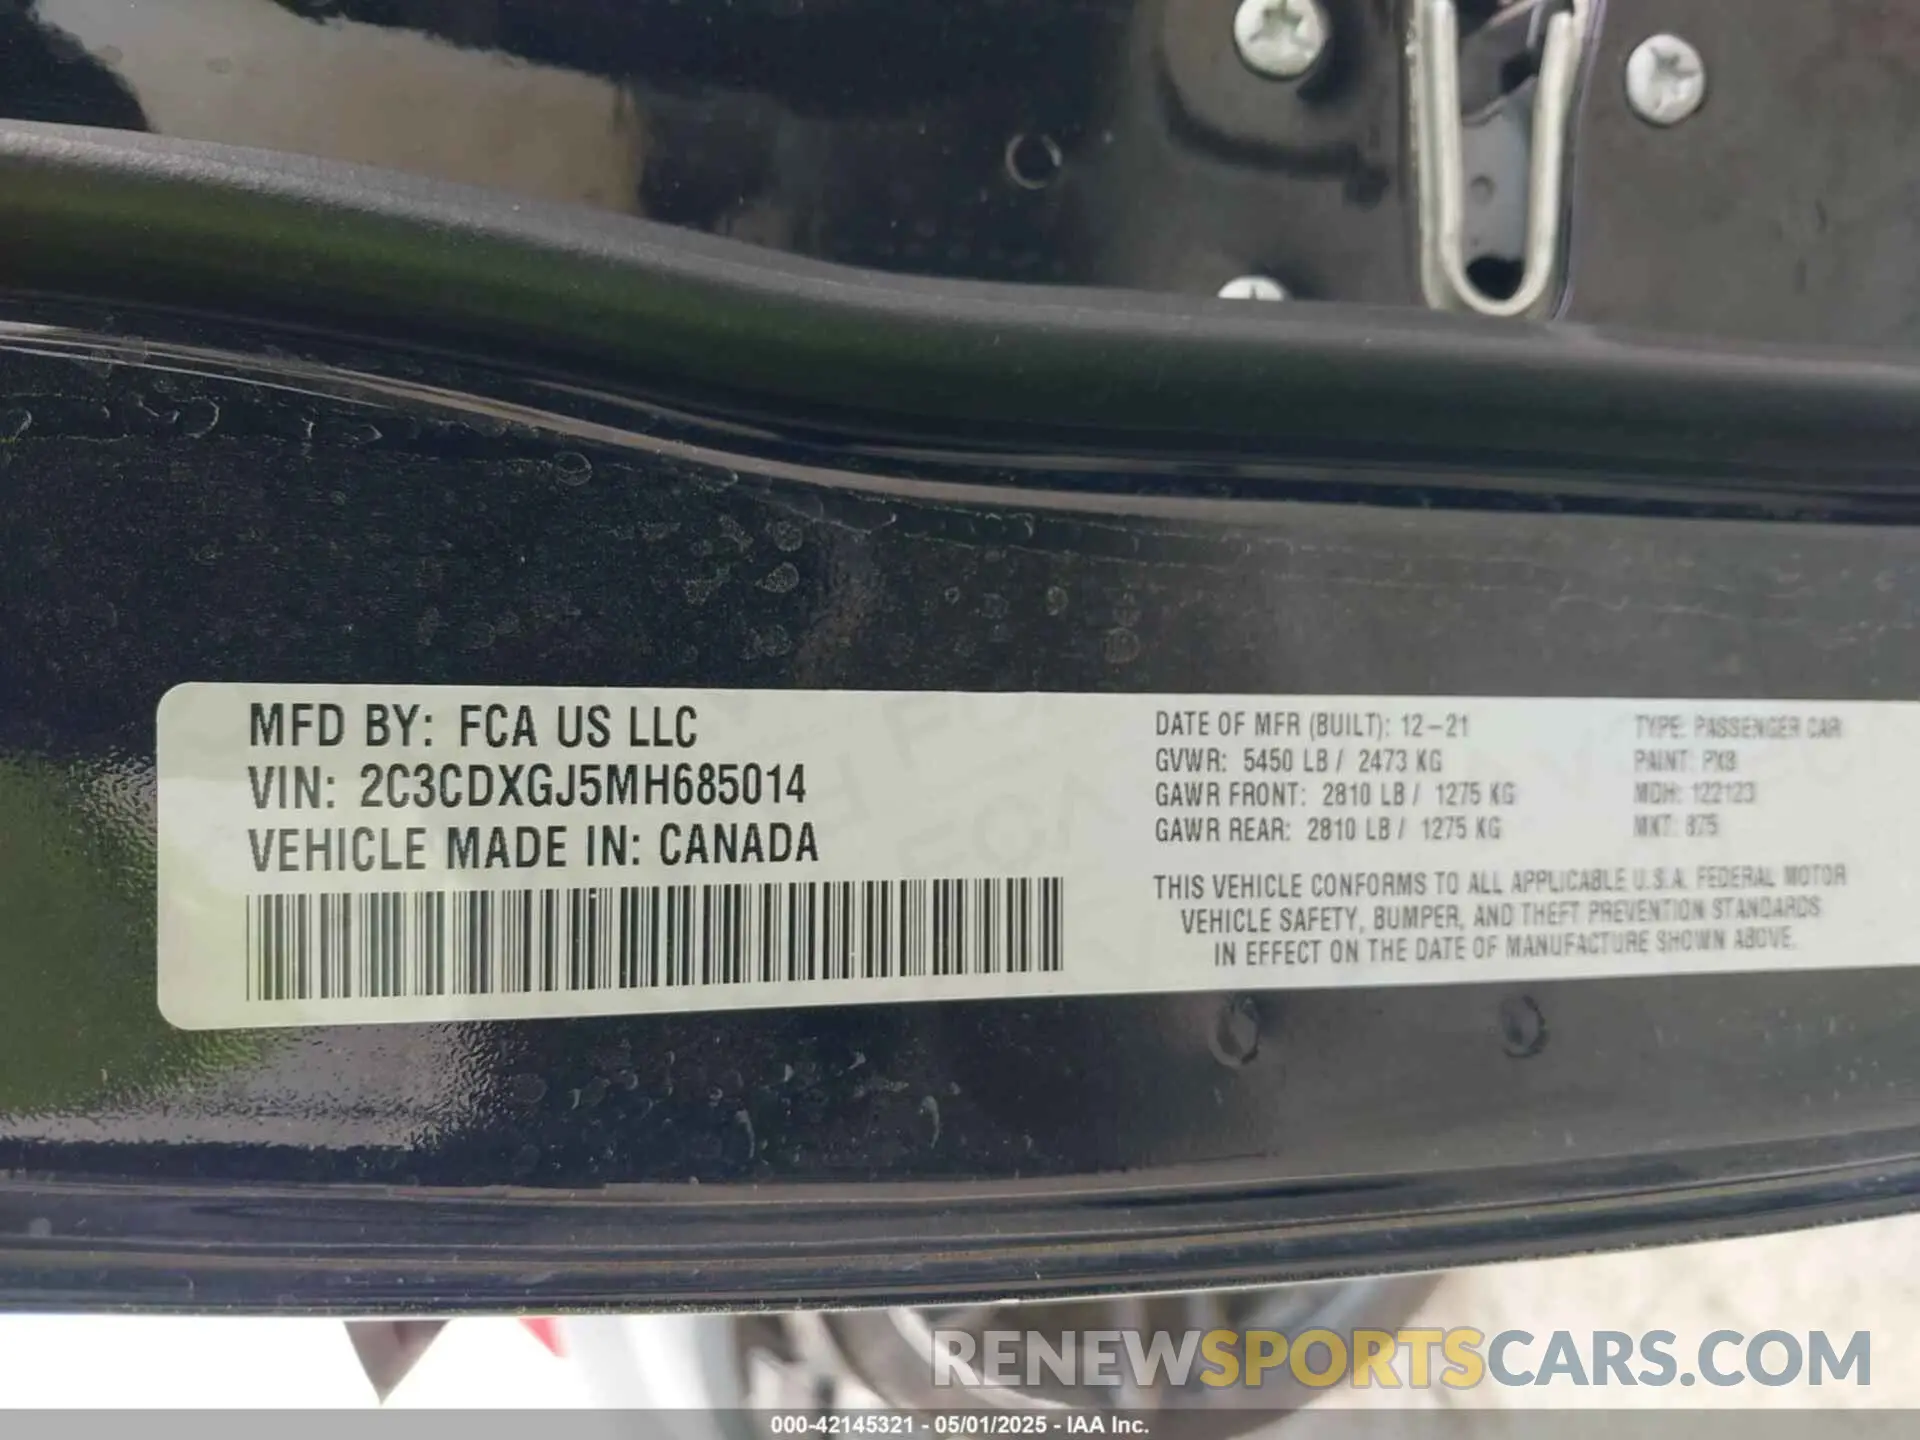 MFD BY: FCA US LLC
VIN: 2C3CDXGJ5MH685014
VEHICLE MADE IN: CANADA
DATE OF MFR (BUILT): 12-21
GVWR: 5450 LB / 2473 KG
GAWR FRONT: 2810 LB / 1275 KG
GAWR REAR: 2810 LB / 1275 KG
TYPE: PASSENGER CAR
PAINT: PX8
MDH: 122123
MKT: 875
THIS VEHICLE CONFORMS TO ALL APPLICABLE U.S.A. FEDERAL MOTOR
VEHICLE SAFETY, BUMPER, AND THEFT PREVENTION STANDARDS
IN EFFECT ON THE DATE OF MANUFACTURE SHOWN ABOVE.
RENEWSPORTSCARS.COM
000-42145321 - 05/01/2025 - IAA Inc.